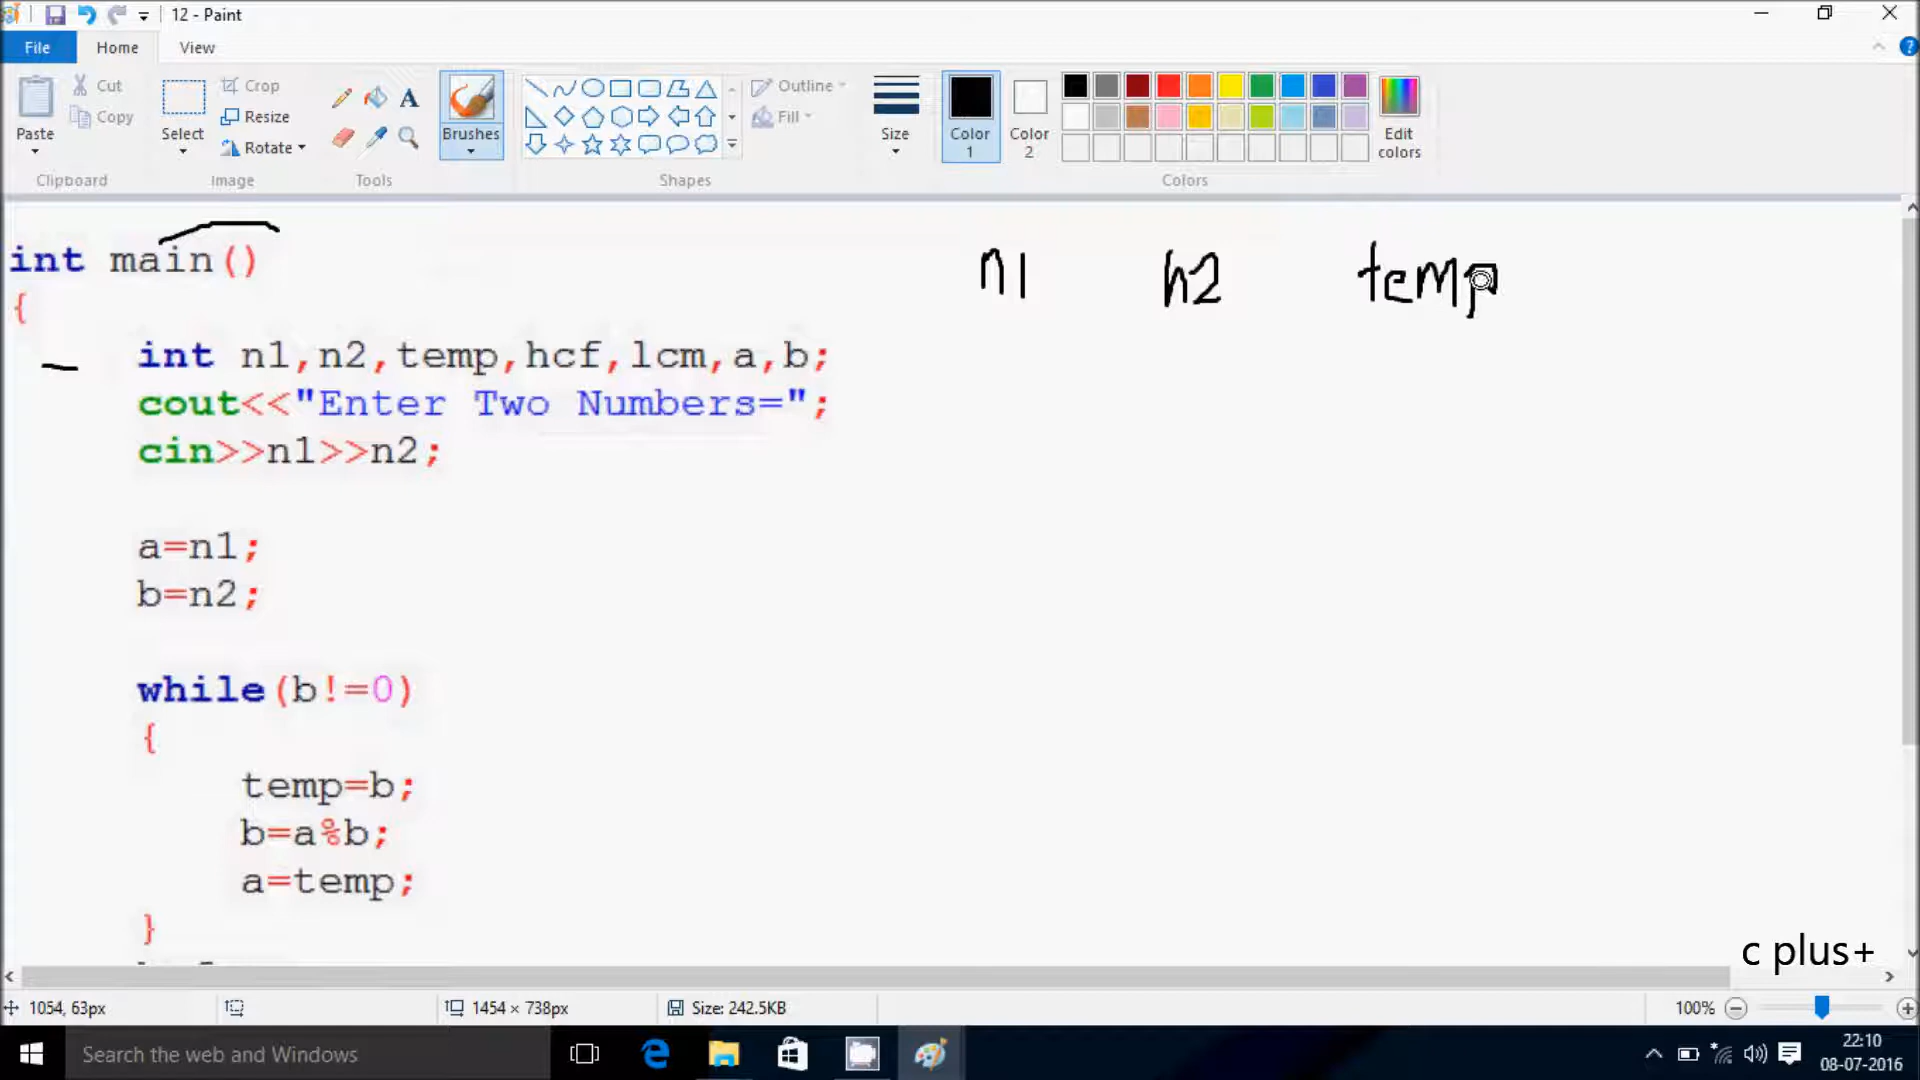 12 - Paint
File Home View
Paste
Cut
Copy
Clipboard
Select
Crop
Resize
Rotate
Image
A
Tools
Brushes
Shapes
Outline
Fill
Size
Color 1
Color 2
Edit colors
Colors
int main()
{
int n1,n2,temp,hcf,lcm,a,b;
cout<<"Enter Two Numbers=";
cin>>n1>>n2;
a=n1;
b=n2;
while(b!=0)
{
temp=b;
b=a%b;
a=temp;
}
n1 n2 temp
c plus+
1054, 63px
1454 × 738px
Size: 242.5KB
100%
Search the web and Windows
22:10
08-07-2016